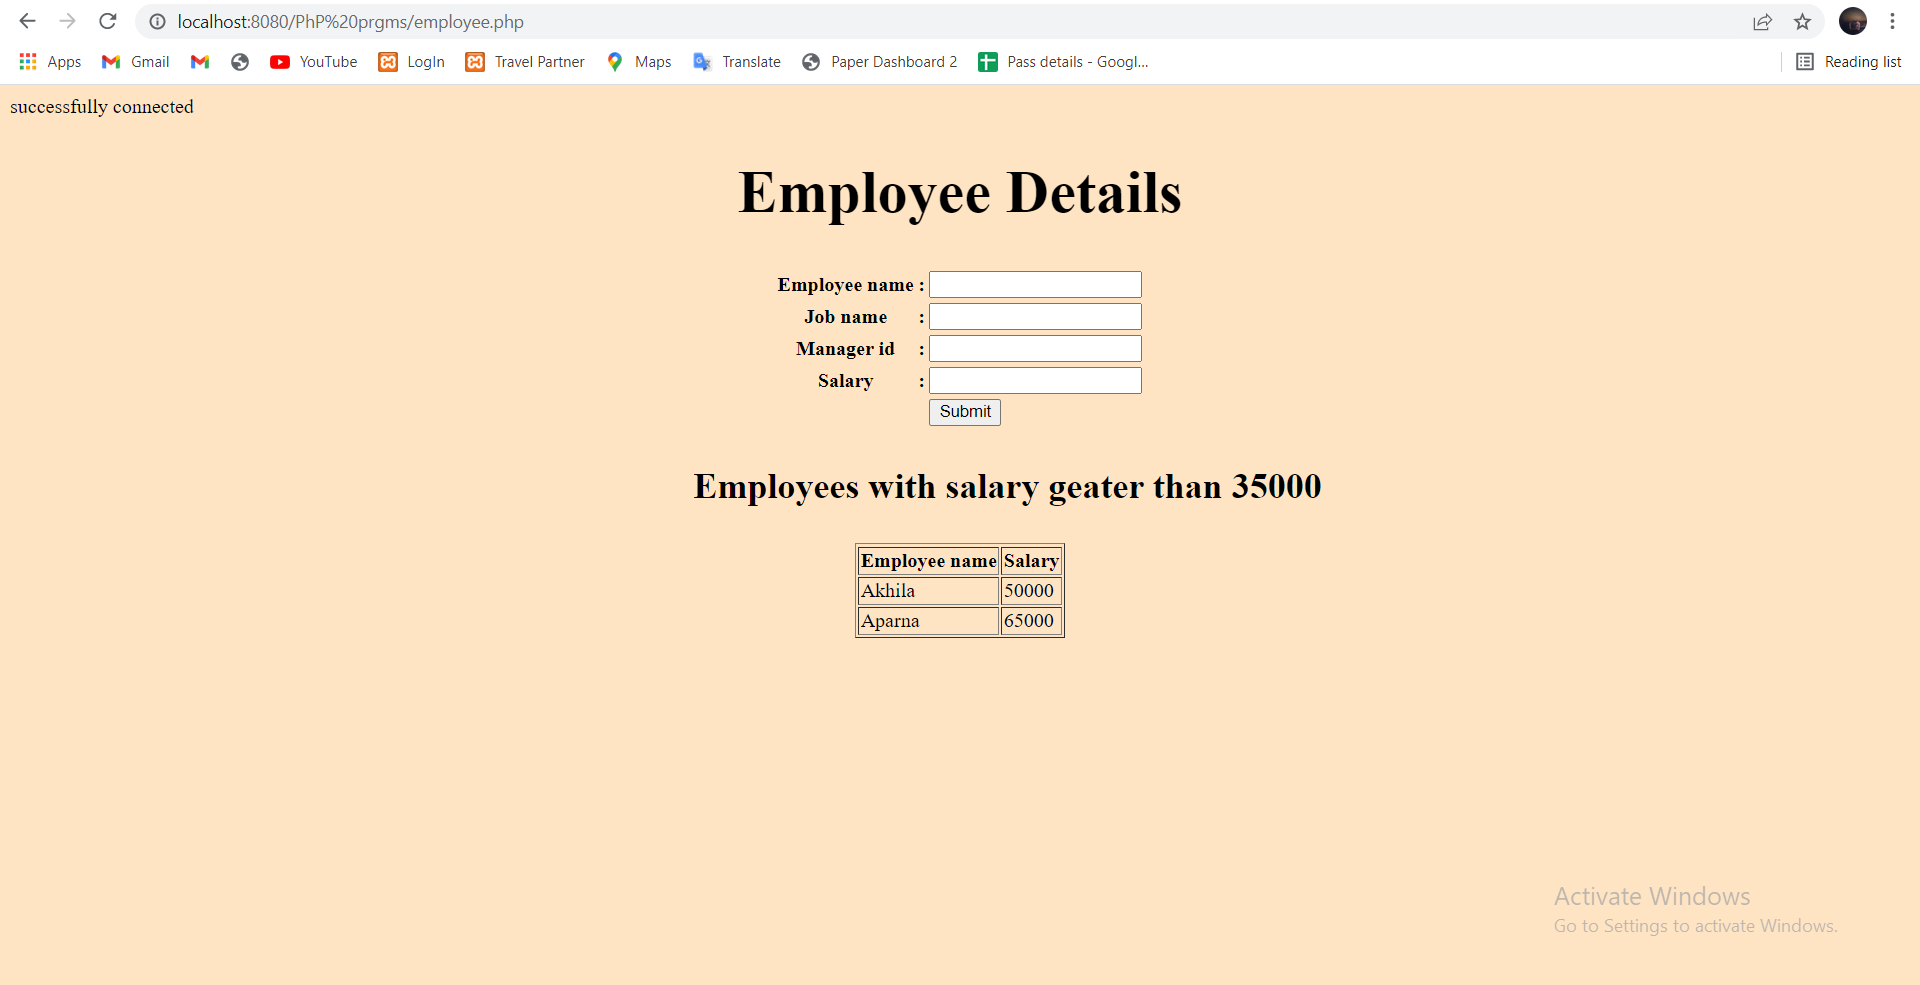 localhost:8080/PhP%20prgms/employee.php
Apps Gmail YouTube LogIn Travel Partner Maps Translate Paper Dashboard 2 Pass details - Googl... Reading list
successfully connected
Employee Details
Employee name :
Job name :
Manager id :
Salary :
Submit
Employees with salary geater than 35000
Employee name Salary
Akhila 50000
Aparna 65000
Activate Windows
Go to Settings to activate Windows.